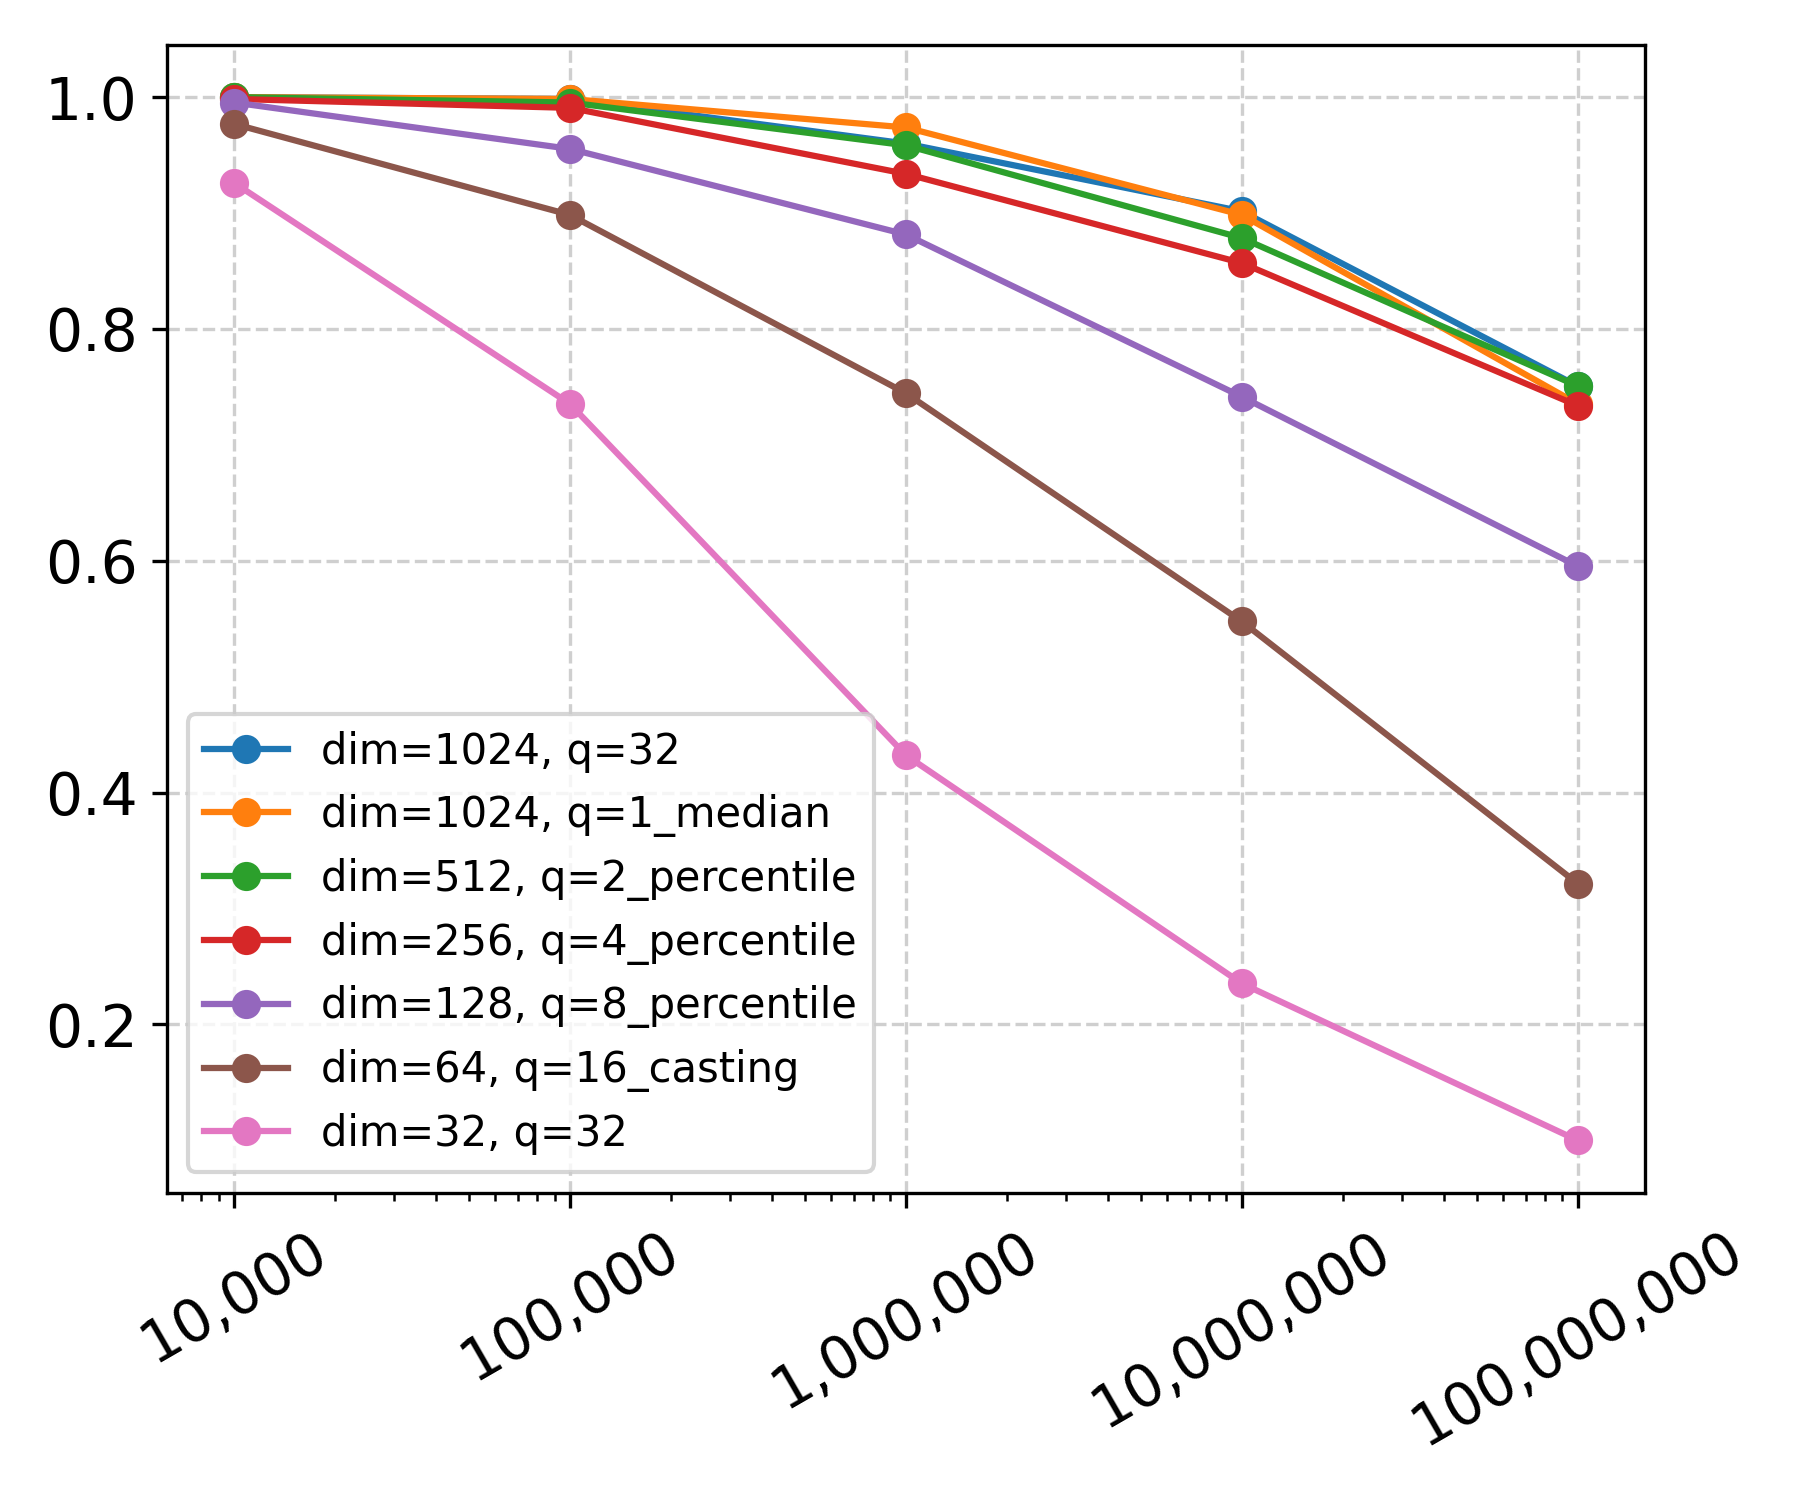 1.0
0.8
0.6
0.4
0.2
dim=1024, q=32
dim=1024, q=1_median
dim=512, q=2_percentile
dim=256, q=4_percentile
dim=128, q=8_percentile
dim=64, q=16_casting
dim=32, q=32
10,000
100,000
1,000,000
10,000,000
100,000,000